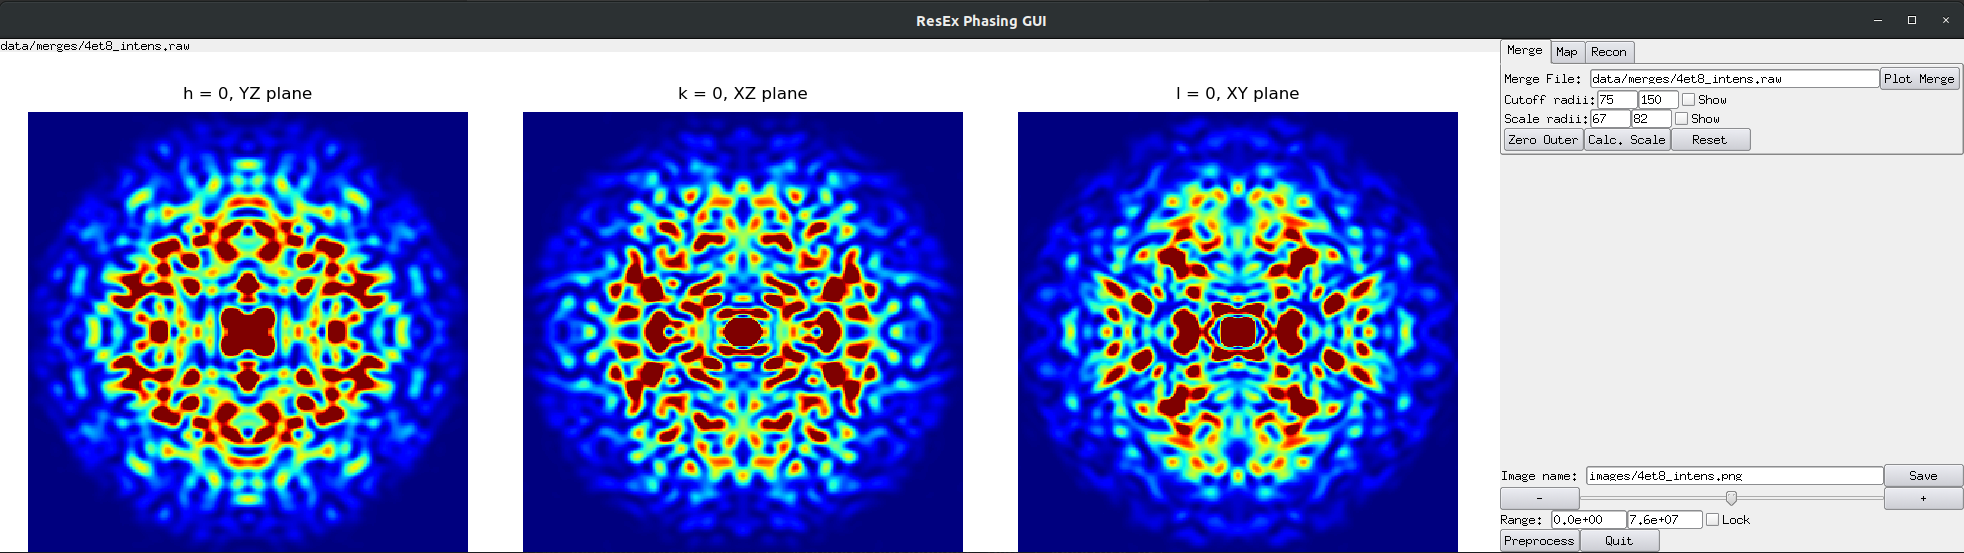 ResEx Phasing GUI
data/merges/4et8_intens.raw
h = 0, YZ plane
k = 0, XZ plane
l = 0, XY plane
Merge Map Recon
Merge File: data/merges/4et8_intens.raw Plot Merge
Cutoff radii: 75 150 Show
Scale radii: 67 82 Show
Zero Outer Calc. Scale Reset
Image name: images/4et8_intens.png Save
- +
Range: 0.0e+00 7.6e+07 Lock
Preprocess Quit